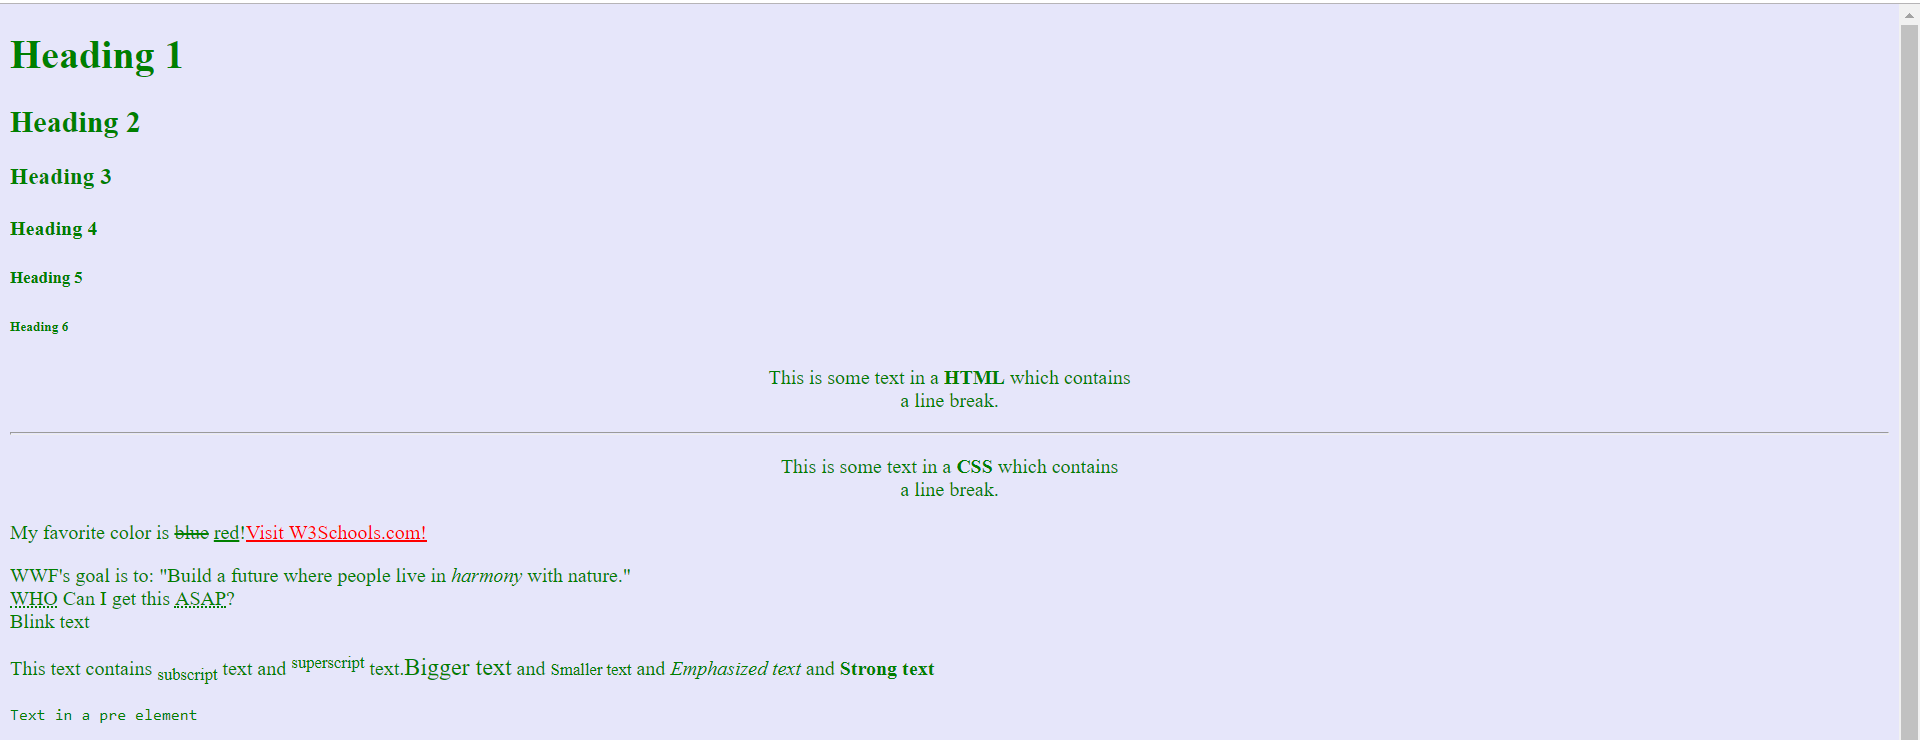 Heading 1
Heading 2
Heading 3
Heading 4
Heading 5
Heading 6
This is some text in a HTML which contains
a line break.
This is some text in a CSS which contains
a line break.
My favorite color is blue red!Visit W3Schools.com!
WWF's goal is to: "Build a future where people live in harmony with nature."
WHO Can I get this ASAP?
Blink text
This text contains subscript text and superscript text.Bigger text and Smaller text and Emphasized text and Strong text
Text in a pre element